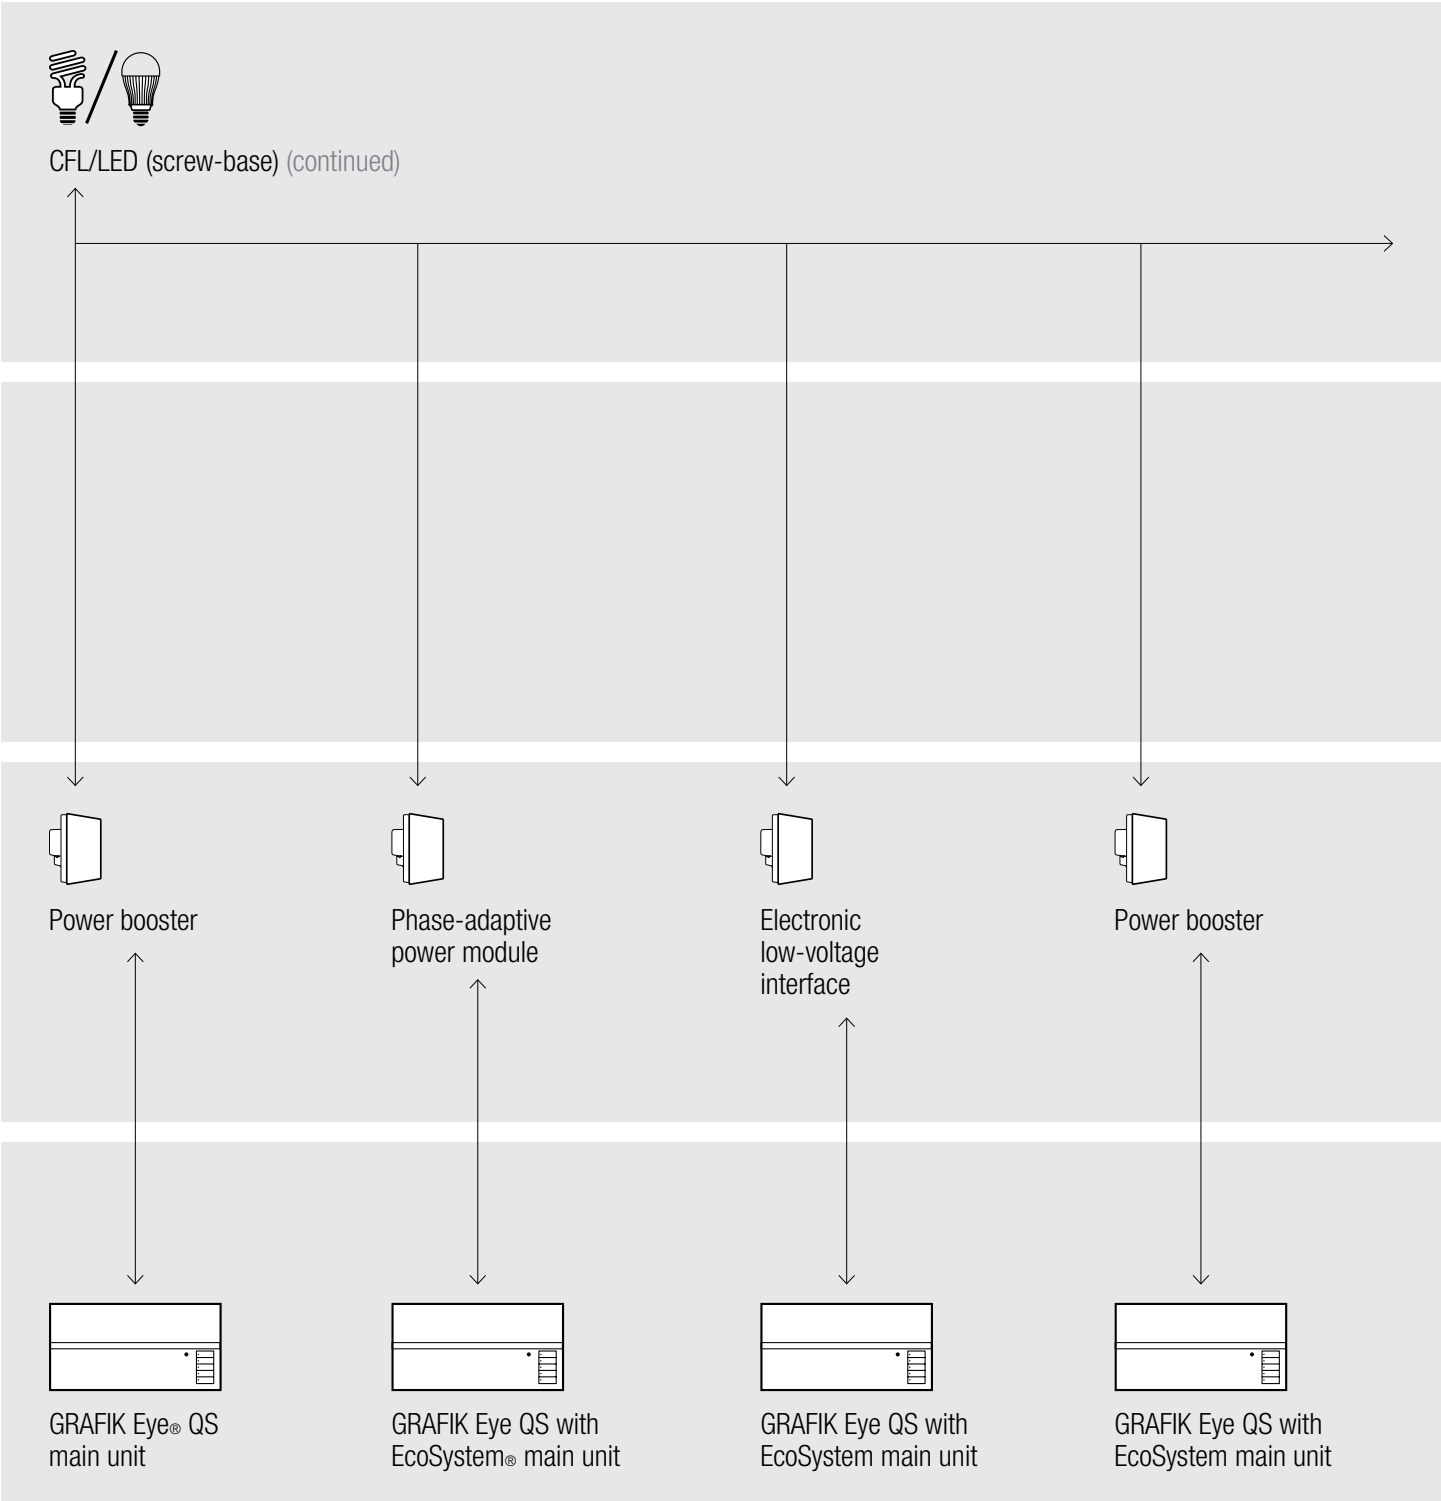 CFL/LED (screw-base) (continued)
Power booster
Phase-adaptive
power module
Electronic
low-voltage
interface
Power booster
GRAFIK Eye® QS
main unit
GRAFIK Eye QS with
EcoSystem® main unit
GRAFIK Eye QS with
EcoSystem main unit
GRAFIK Eye QS with
EcoSystem main unit